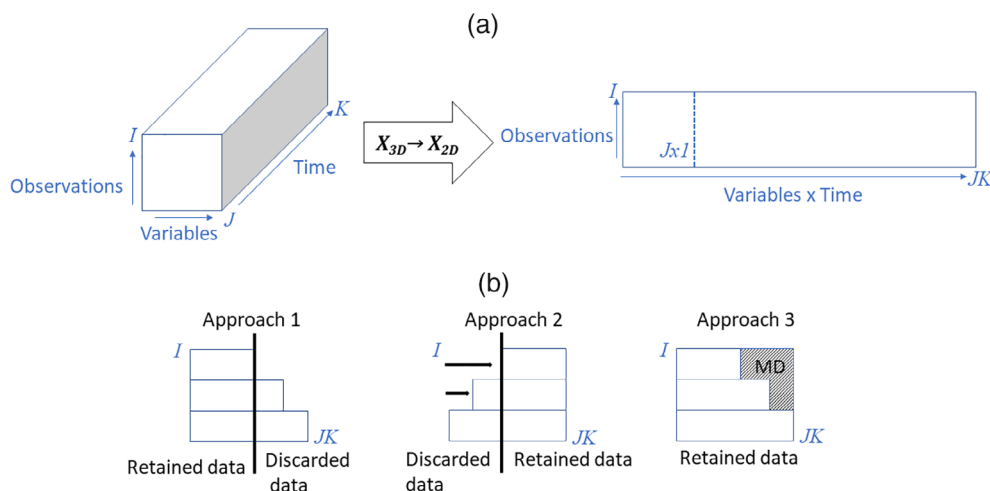 (a)
I
K
X3D→ X2D
Observations
Time
J
Variables
I
Observations
Jx1
JK
Variables x Time
(b)
Approach 1
I
JK
Retained data
Discarded
data
Approach 2
I
JK
Discarded
data
Retained data
Approach 3
I
MD
JK
Retained data